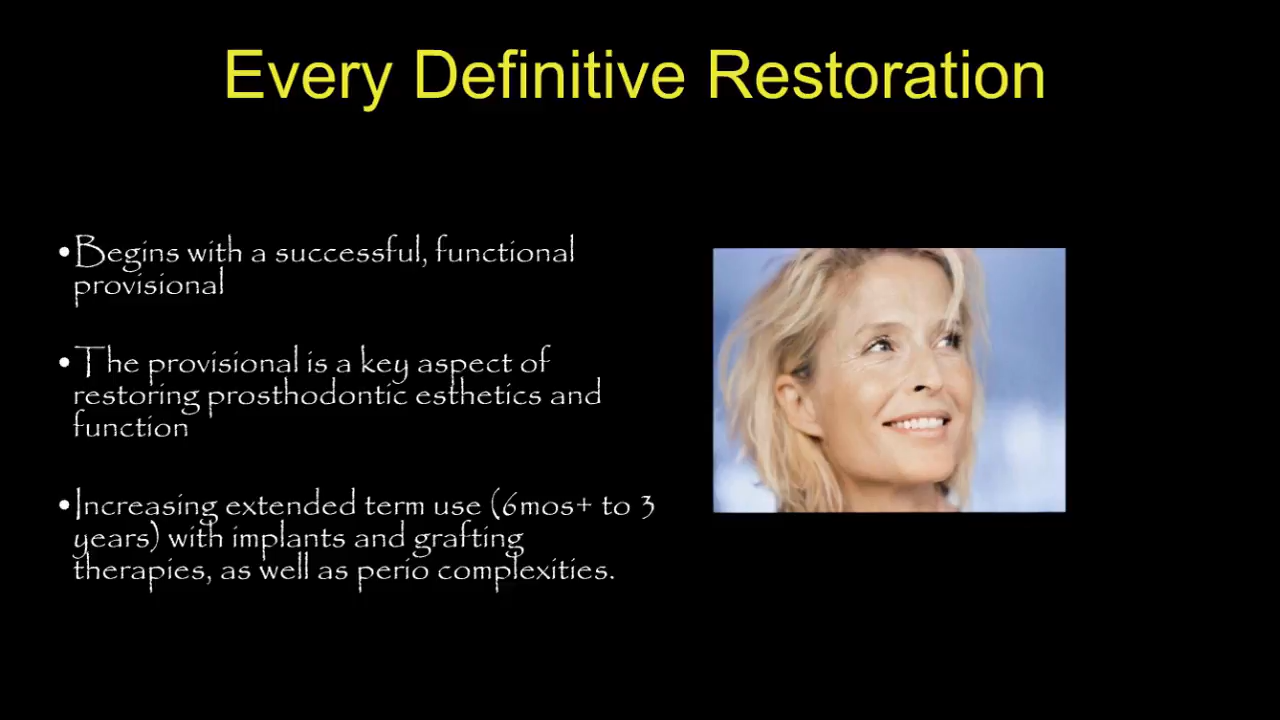 Every Definitive Restoration
•Begins with a successful, functional
provisional
•The provisional is a key aspect of
restoring prosthodontic esthetics and
function
•Increasing extended term use (6mos+ to 3
years) with implants and grafting
therapies, as well as perio complexities.